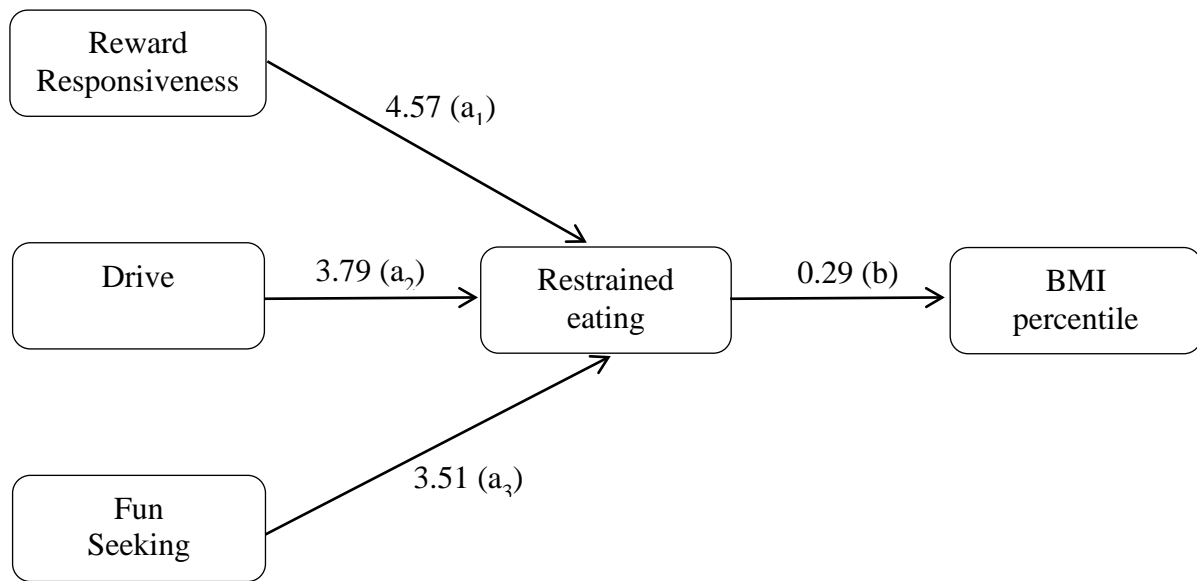 Reward
Responsiveness
4.57 (a₁)
Drive
3.79 (a₂)
Restrained
eating
0.29 (b)
BMI
percentile
3.51 (a₃)
Fun
Seeking